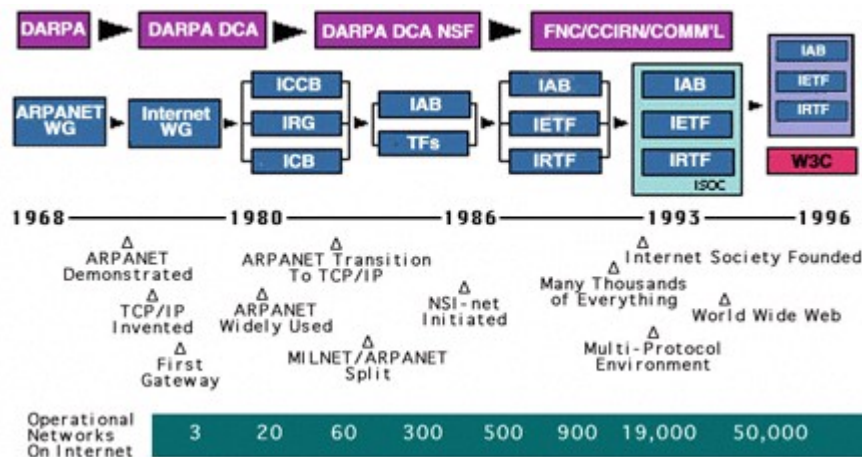 DARPA
DARPA DCA
DARPA DCA NSF
FNC/CCIRN/COMM'L
ARPANET
WG
Internet
WG
ICCB
IRG
ICB
IAB
TFs
IAB
IETF
IRTF
IAB
IETF
IRTF
ISOC
IAB
IETF
IRTF
W3C
1968
1980
1986
1993
1996
ARPANET
Demonstrated
ARPANET Transition
To TCP/IP
Internet Society Founded
TCP/IP
Invented
ARPANET
Widely Used
NSI-net
Initiated
Many Thousands
of Everything
World Wide Web
First
Gateway
MILNET/ARPANET
Split
Multi-Protocol
Environment
Operational
Networks
On Internet
3 20 60 300 500 900 19,000 50,000